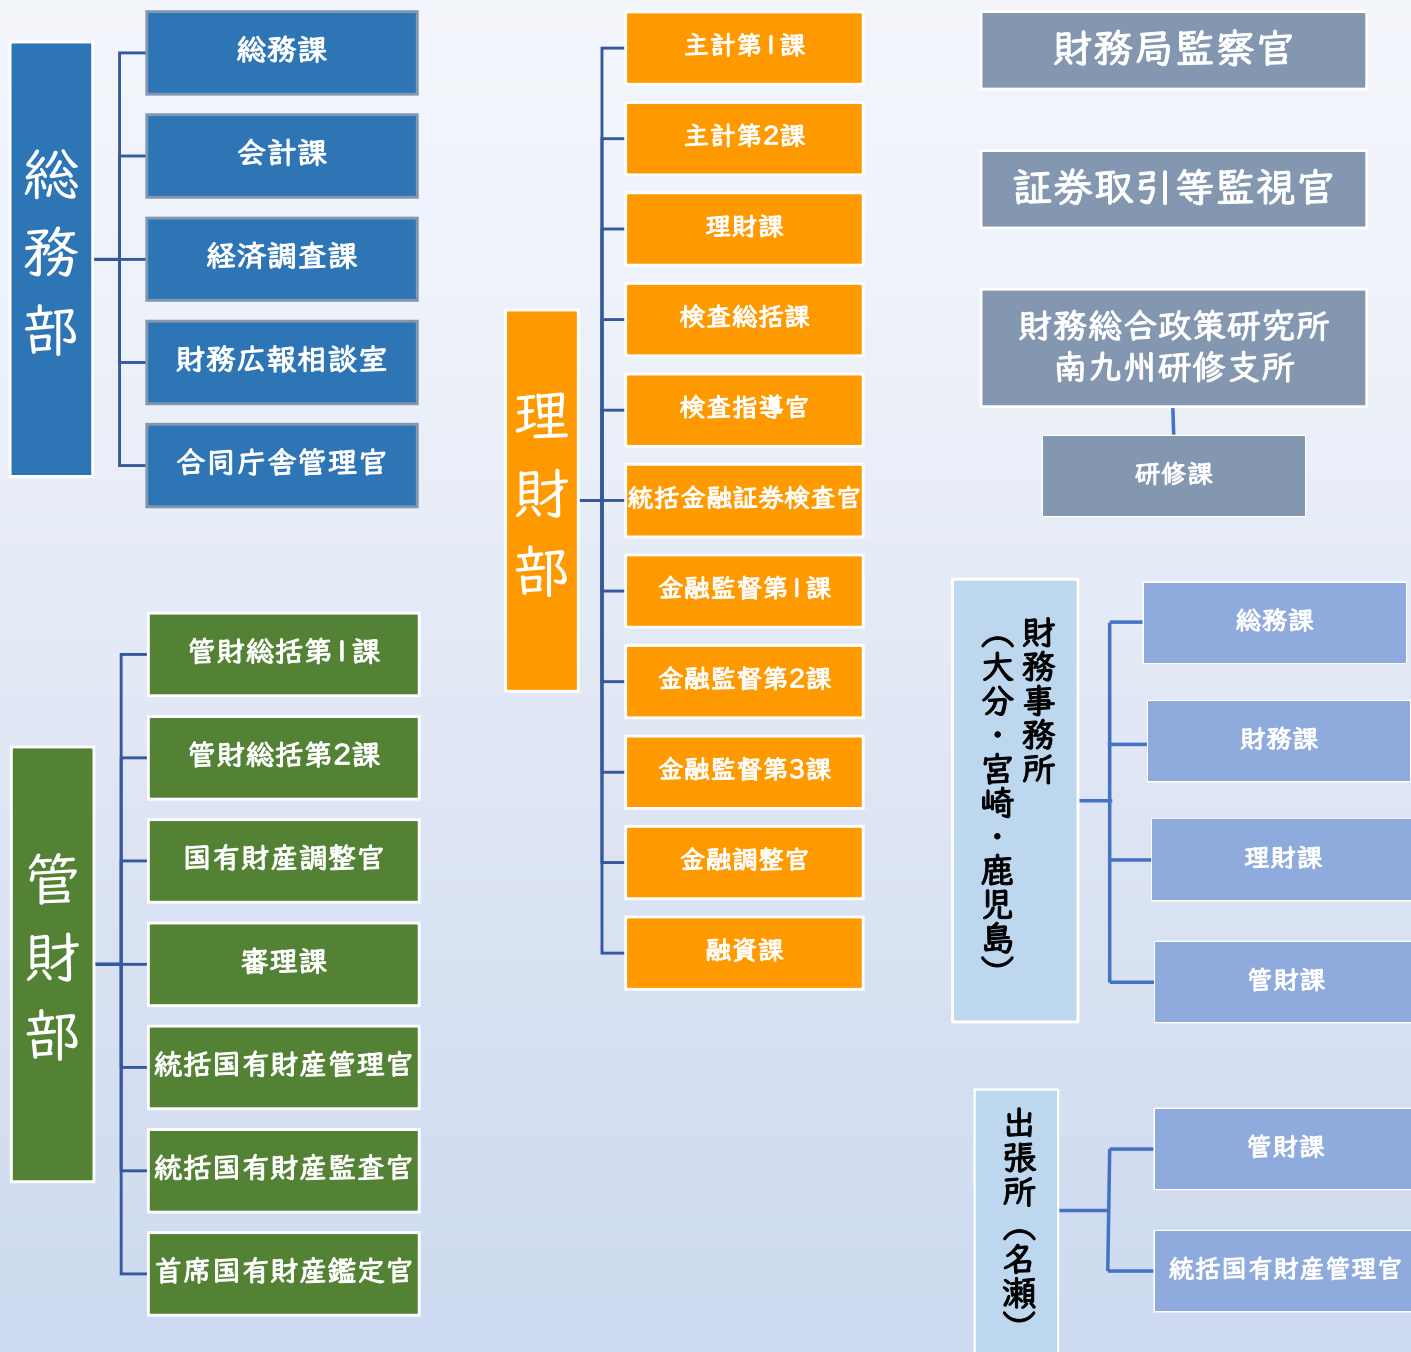 総務部
総務課
会計課
経済調査課
財務広報相談室
合同庁舎管理官
管財部
管財総括第1課
管財総括第2課
国有財産調整官
審理課
統括国有財産管理官
統括国有財産監査官
首席国有財産鑑定官
理財部
主計第1課
主計第2課
理財課
検査総括課
検査指導官
統括金融証券検査官
金融監督第1課
金融監督第2課
金融監督第3課
金融調整官
融資課
財務局監察官
証券取引等監視官
財務総合政策研究所
南九州研修支所
研修課
財務事務所
（大分・宮崎・鹿児島）
総務課
財務課
理財課
管財課
出張所（名瀬）
管財課
統括国有財産管理官